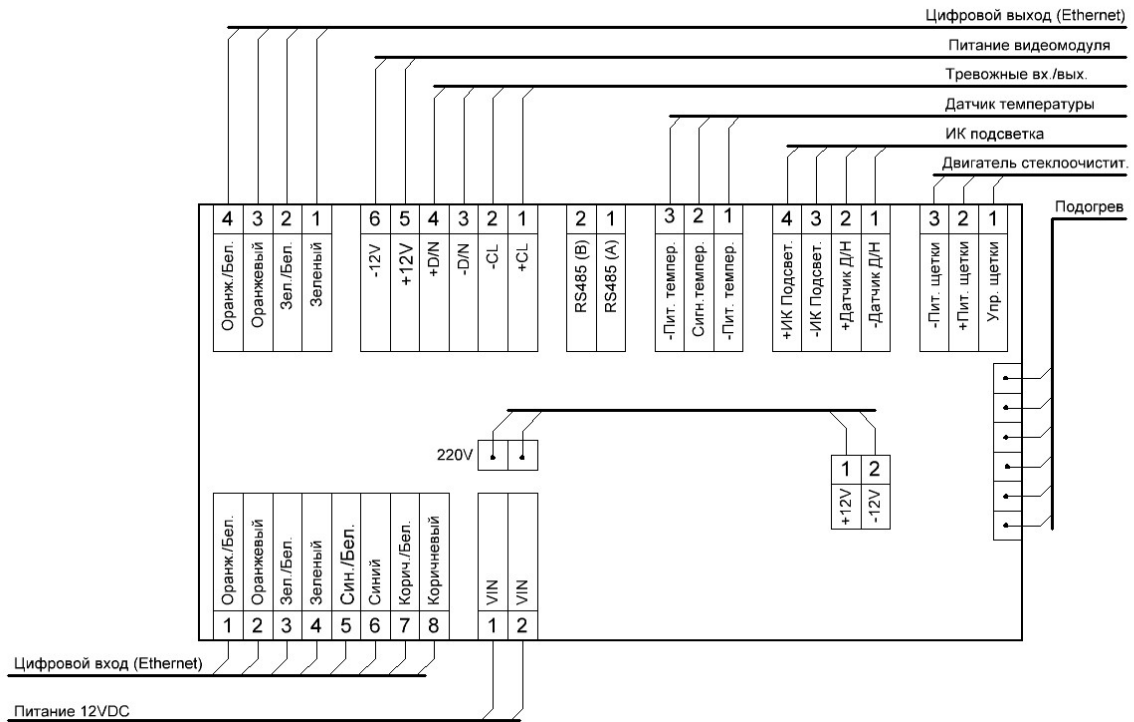 Цифровой выход (Ethernet)
Питание видеомодуля
Тревожные вх./вых.
Датчик температуры
ИК подсветка
Двигатель стеклоочистит.
Подогрев
4 3 2 1
6 5 4 3 2 1
2 1
3 2 1
4 3 2 1
3 2 1
Оранж./Бел.
Оранжевый
Зел./Бел.
Зеленый
-12V
+12V
+D/N
-D/N
-CL
+CL
RS485 (B)
RS485 (A)
-Пит. темпер.
Сигн.темпер.
-Пит. темпер.
+ИК Подсвет.
-ИК Подсвет.
+Датчик Д/Н
-Датчик Д/Н
-Пит. щетки
+Пит. щетки
Упр. щетки
220V
1 2
+12V
-12V
Оранж./Бел.
Оранжевый
Зел./Бел.
Зеленый
Син./Бел.
Синий
Корич./Бел.
Коричневый
VIN
VIN
1 2 3 4 5 6 7 8
1 2
Цифровой вход (Ethernet)
Питание 12VDC